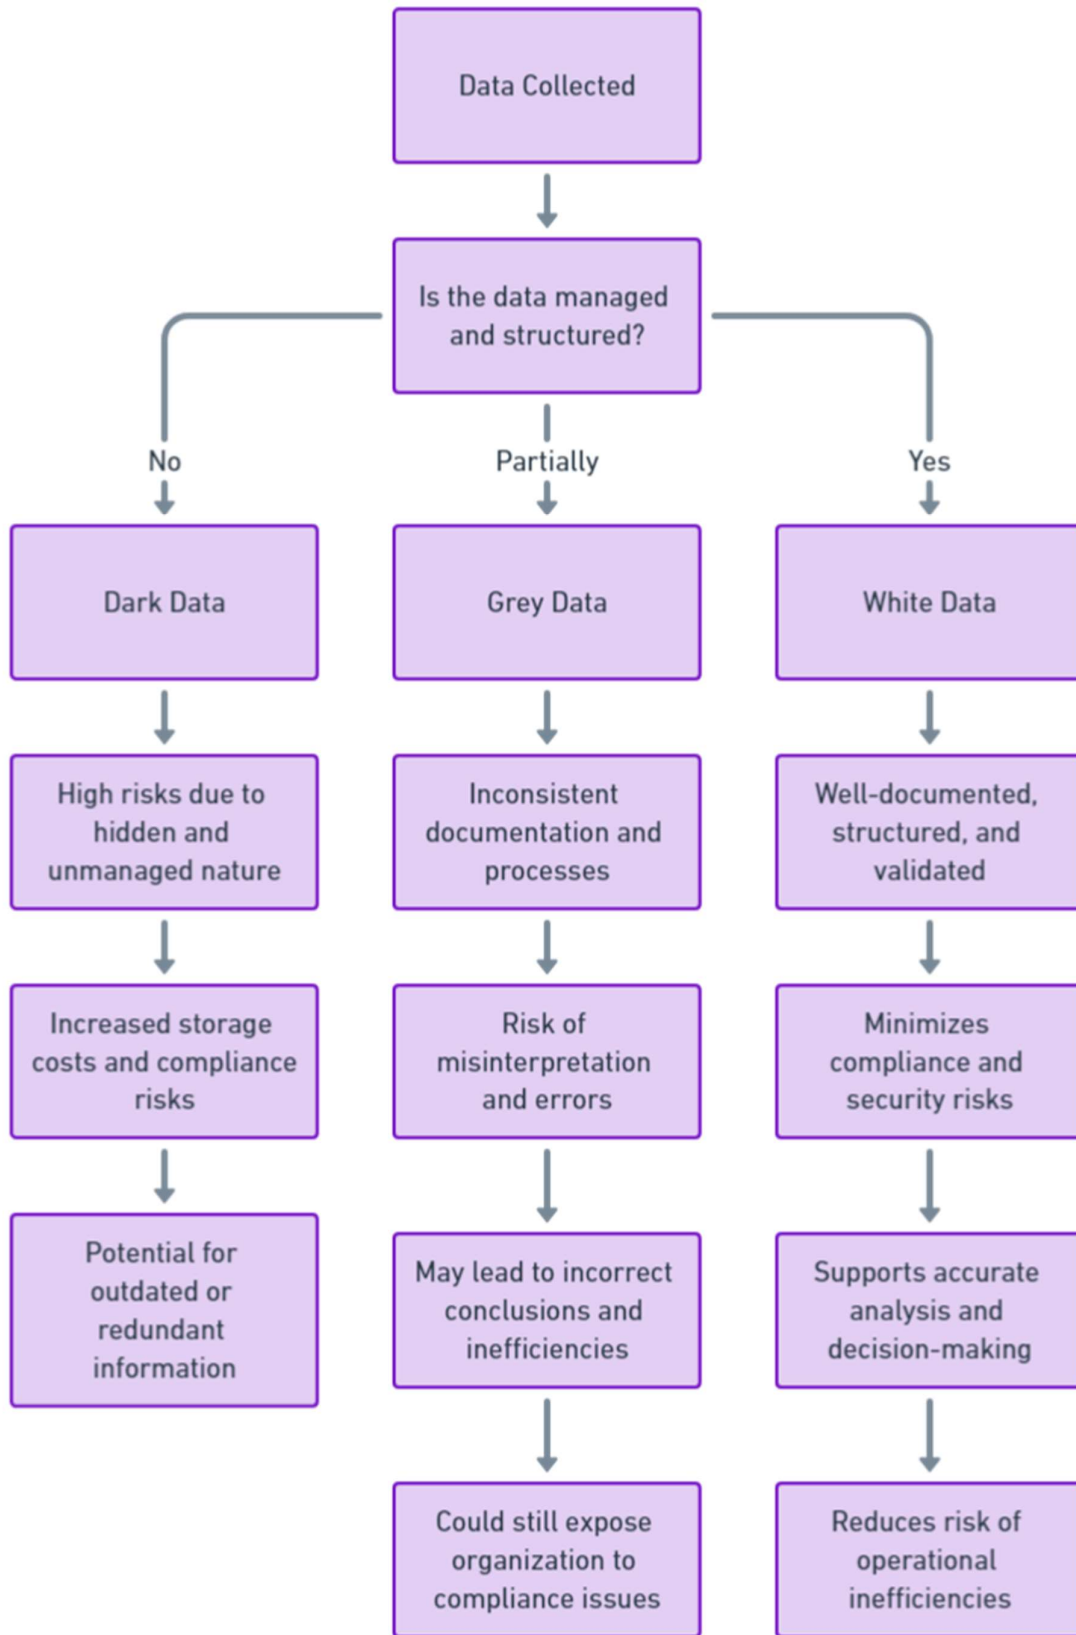 Data Collected
Is the data managed
and structured?
No
Partially
Yes
Dark Data
Grey Data
White Data
High risks due to
hidden and
unmanaged nature
Inconsistent
documentation and
processes
Well-documented,
structured, and
validated
Increased storage
costs and compliance
risks
Risk of
misinterpretation
and errors
Minimizes
compliance and
security risks
Potential for
outdated or
redundant
information
May lead to incorrect
conclusions and
inefficiencies
Supports accurate
analysis and
decision-making
Could still expose
organization to
compliance issues
Reduces risk of
operational
inefficiencies